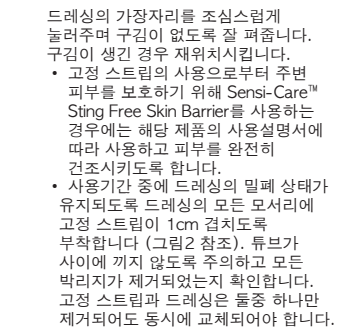 드레싱의 가장자리를 조심스럽게
눌러주며 구김이 없도록 잘 펴줍니다.
구김이 생긴 경우 재위치시킵니다.
• 고정 스트립의 사용으로부터 주변
피부를 보호하기 위해 Sensi-Care™
Sting Free Skin Barrier를 사용하는
경우에는 해당 제품의 사용설명서에
따라 사용하고 피부를 완전히
건조시키도록 합니다.
• 사용기간 중에 드레싱의 밀폐 상태가
유지되도록 드레싱의 모든 모서리에
고정 스트립이 1cm 겹치도록
부착합니다 (그림2 참조). 튜브가
사이에 끼지 않도록 주의하고 모든
박리지가 제거되었는지 확인합니다.
고정 스트립과 드레싱은 둘중 하나만
제거되어도 동시에 교체되어야 합니다.